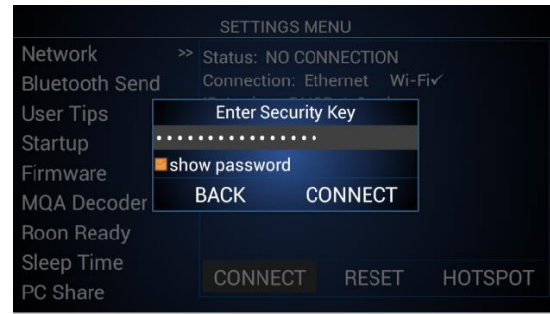 SETTINGS MENU
Network >>
Bluetooth Send
User Tips
Startup
Firmware
MQA Decoder
Roon Ready
Sleep Time
PC Share
Status: NO CONNECTION
Connection: Ethernet Wi-Fi✓
Enter Security Key
••••••••••••••••
show password
BACK CONNECT
CONNECT RESET HOTSPOT